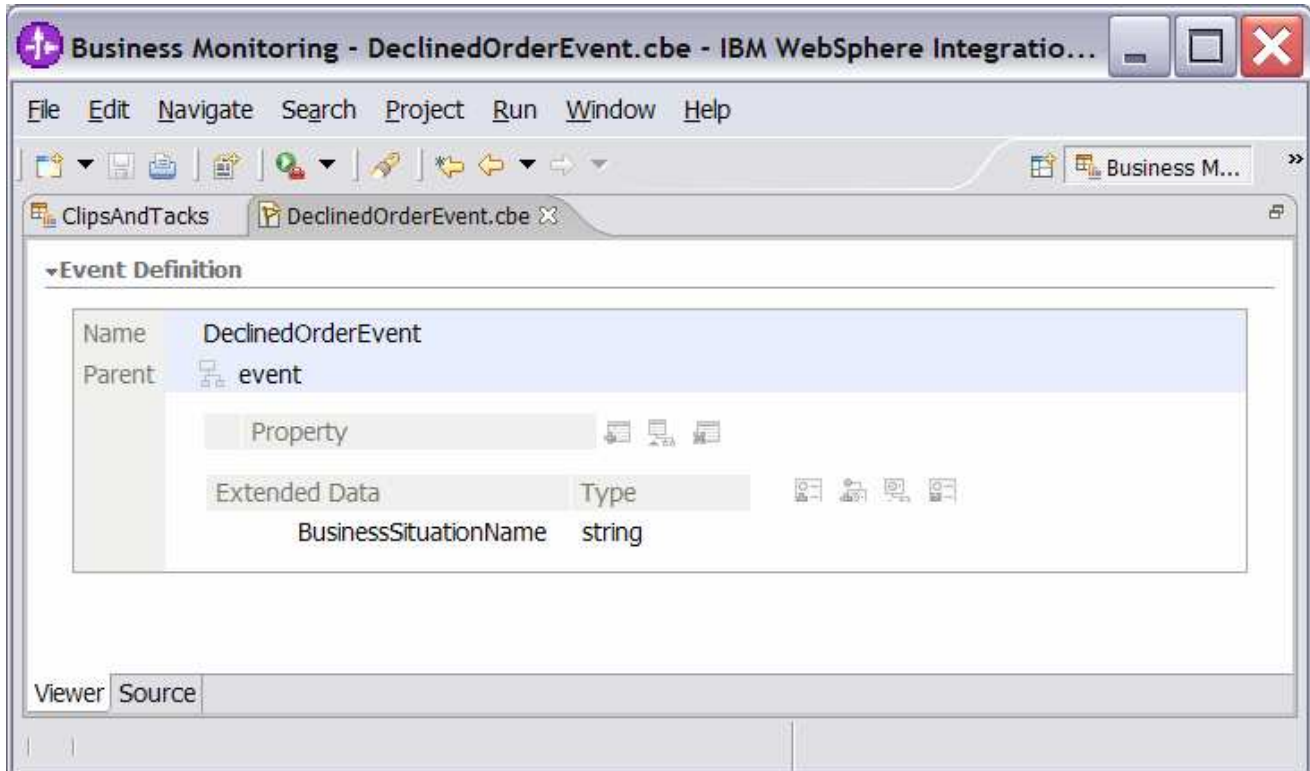 Business Monitoring - DeclinedOrderEvent.cbe - IBM WebSphere Integratio...
File Edit Navigate Search Project Run Window Help
Business M... »
ClipsAndTacks DeclinedOrderEvent.cbe
Event Definition
Name DeclinedOrderEvent
Parent event
Property
Extended Data Type
BusinessSituationName string
Viewer Source